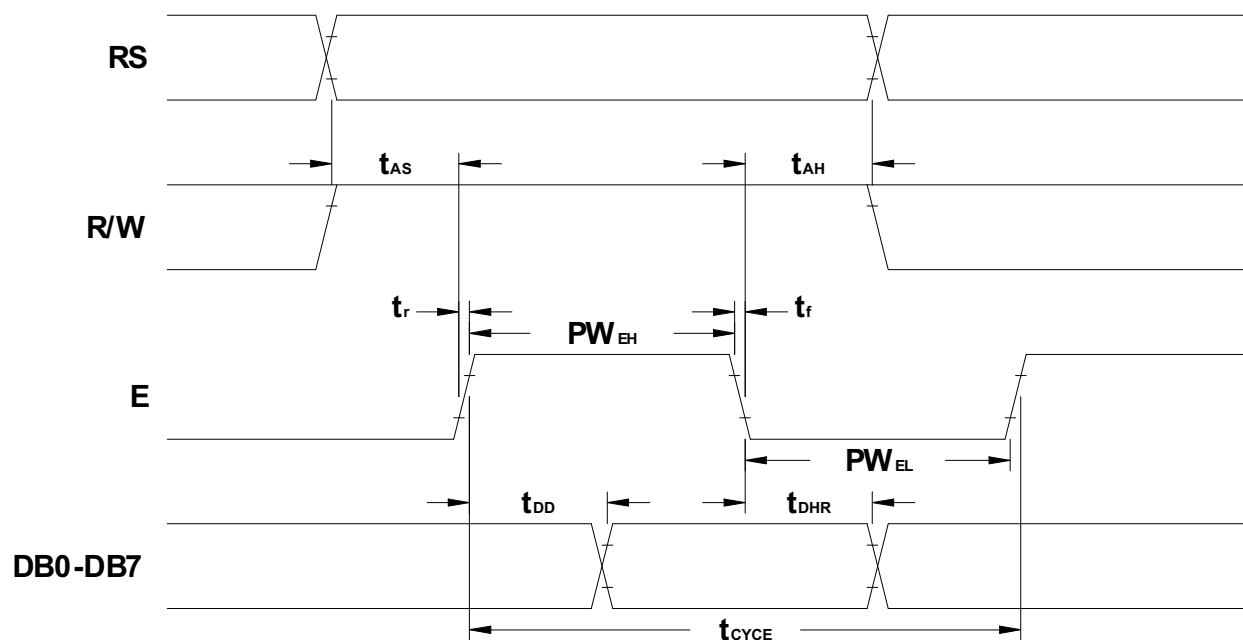 RS
tAS
tAH
R/W
tr
tf
PWEH
E
PWEL
tDD
tDHR
DB0-DB7
tCYCE